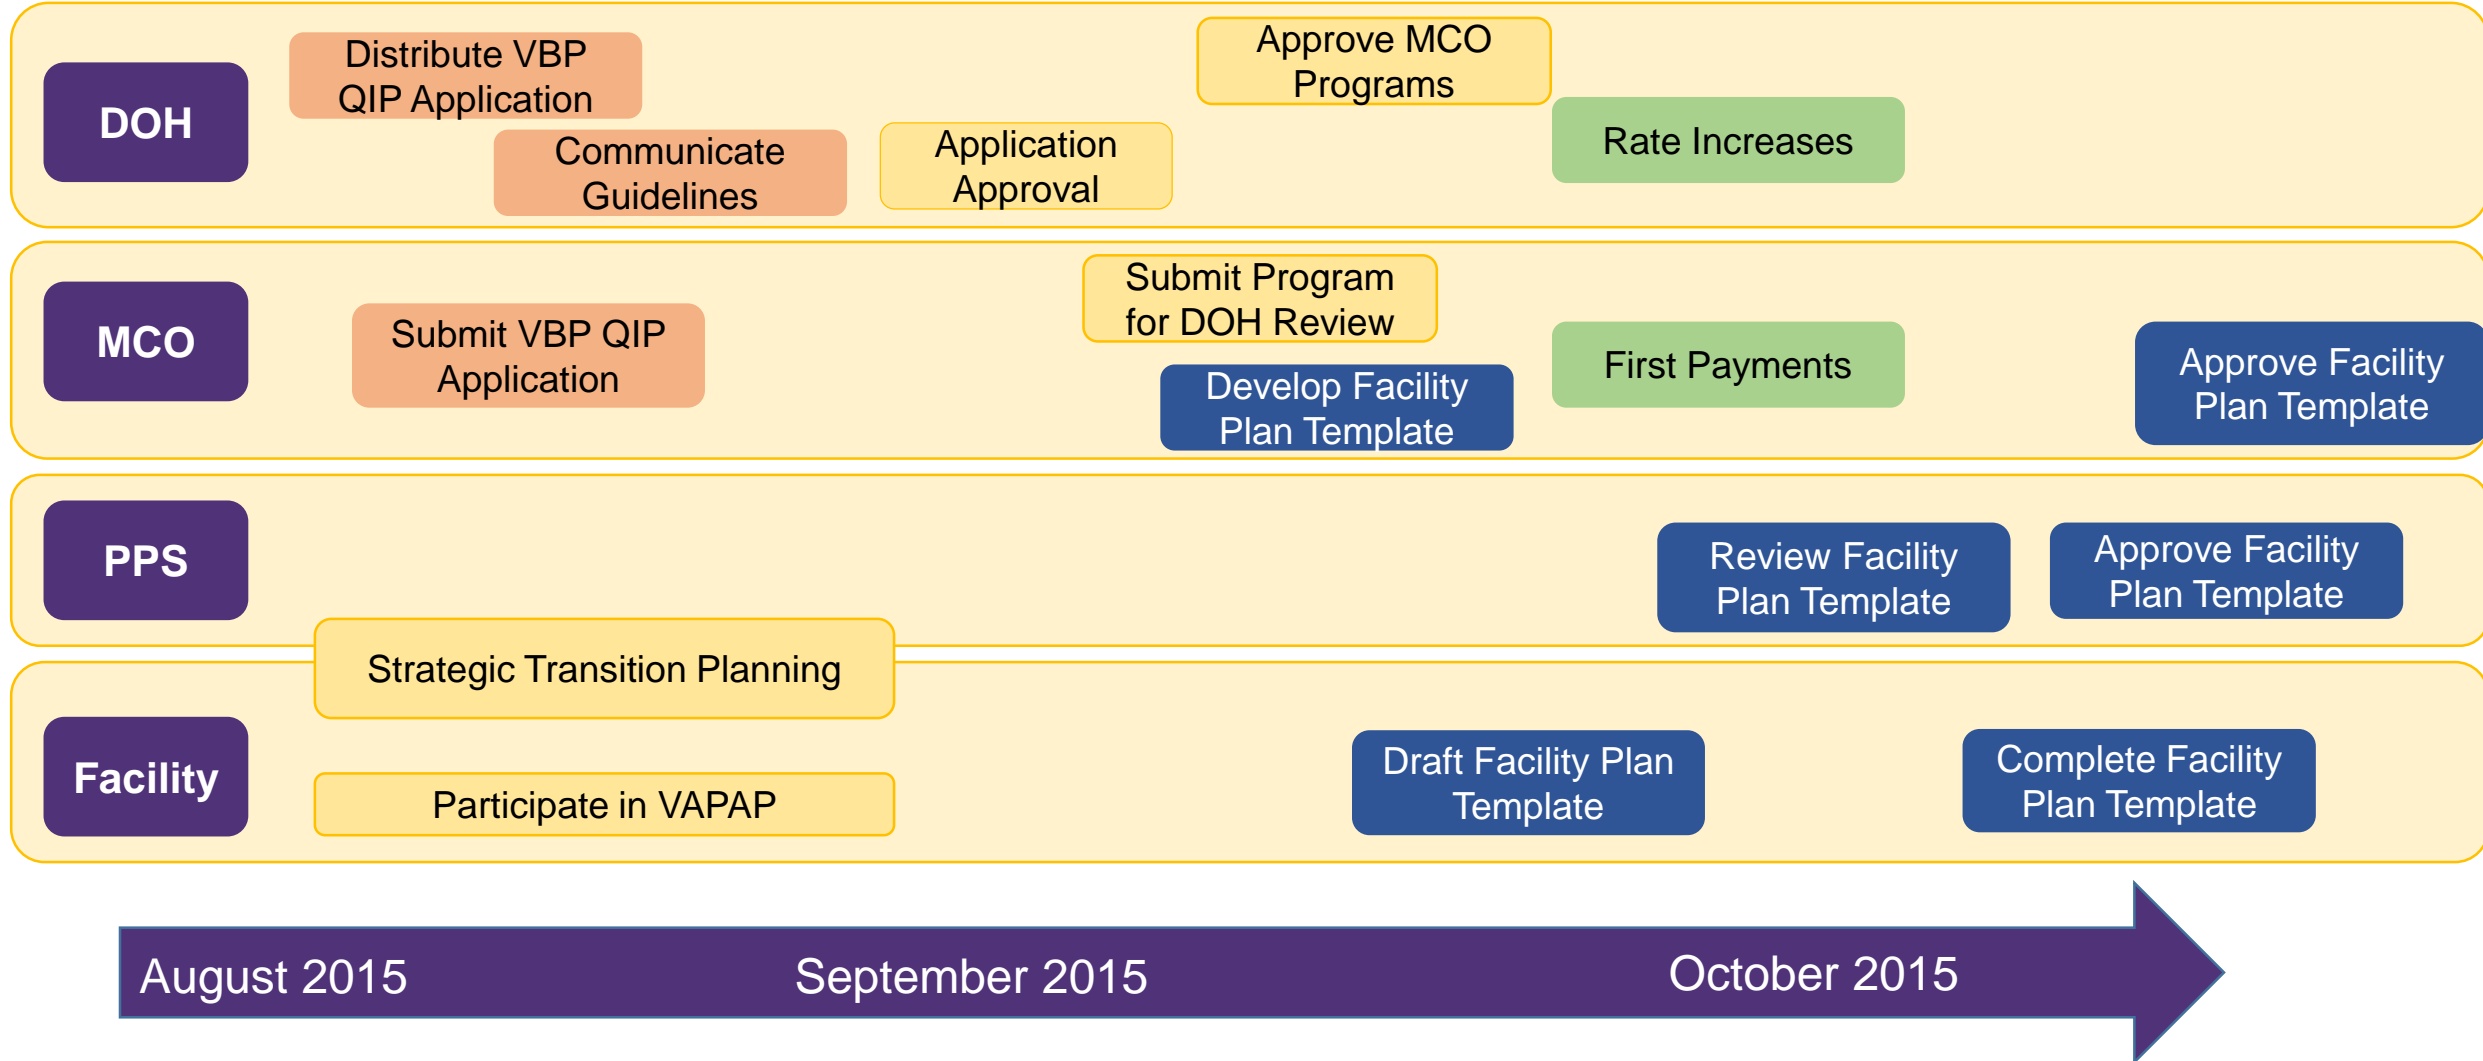 DOH
Distribute VBP
QIP Application
Communicate
Guidelines
Application
Approval
Approve MCO
Programs
Rate Increases
MCO
Submit VBP QIP
Application
Submit Program
for DOH Review
Develop Facility
Plan Template
First Payments
Approve Facility
Plan Template
PPS
Review Facility
Plan Template
Approve Facility
Plan Template
Strategic Transition Planning
Facility
Participate in VAPAP
Draft Facility Plan
Template
Complete Facility
Plan Template
August 2015
September 2015
October 2015